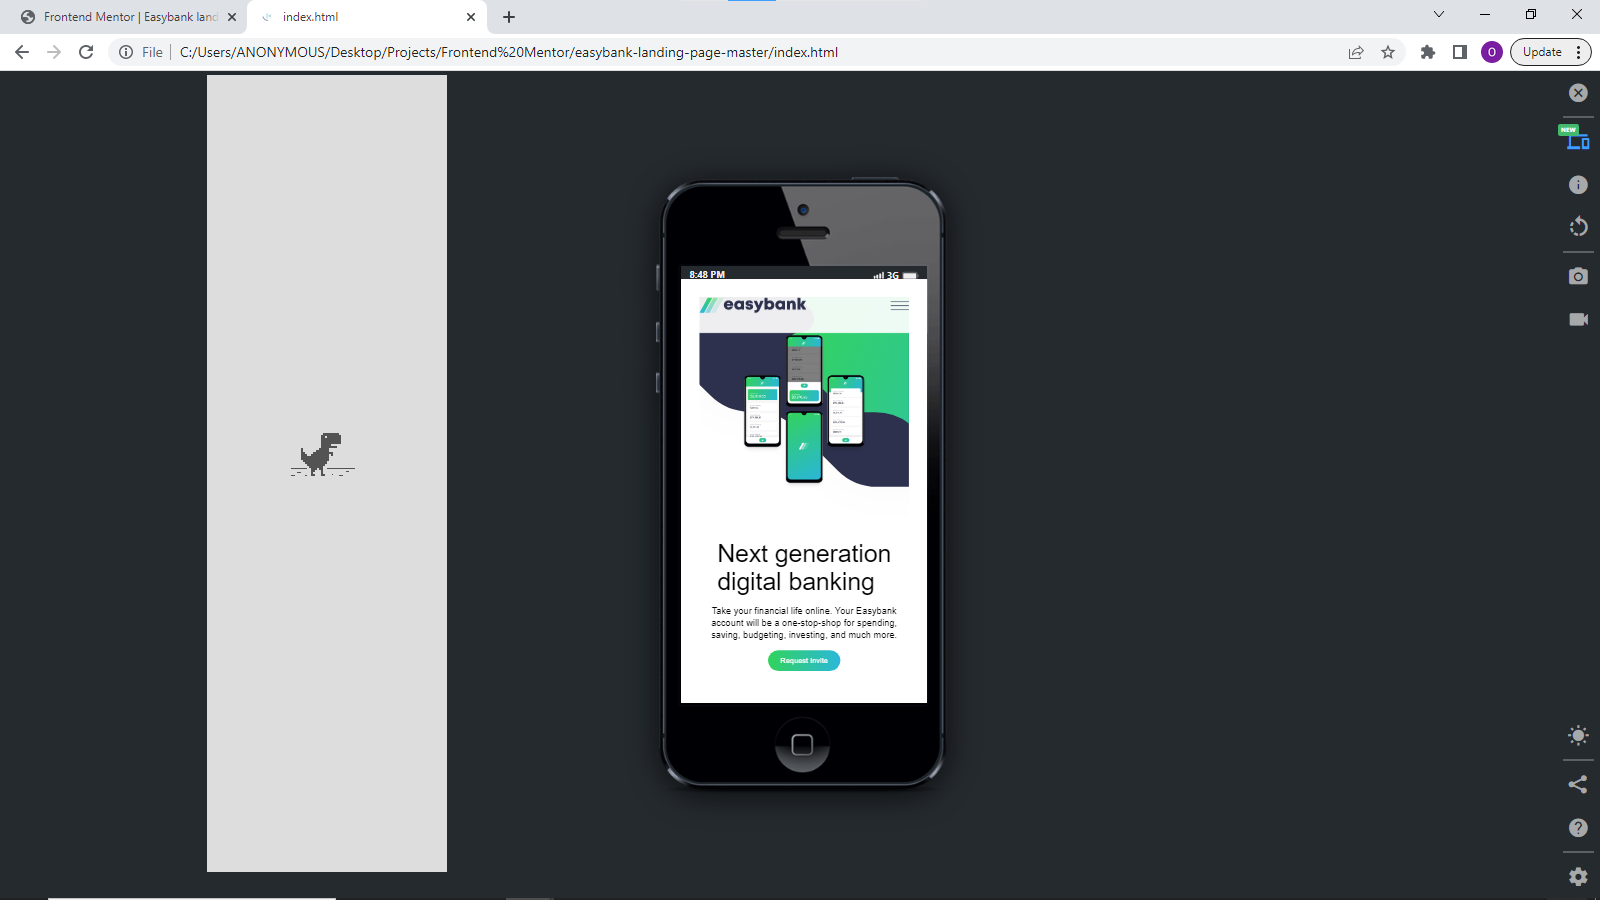 Frontend Mentor | Easybank land
index.html
File
C:/Users/ANONYMOUS/Desktop/Projects/Frontend%20Mentor/easybank-landing-page-master/index.html
O
Update
NEW
8:48 PM
3G
easybank
Next generation
digital banking
Take your financial life online. Your Easybank
account will be a one-stop-shop for spending,
saving, budgeting, investing, and much more.
Request Invite